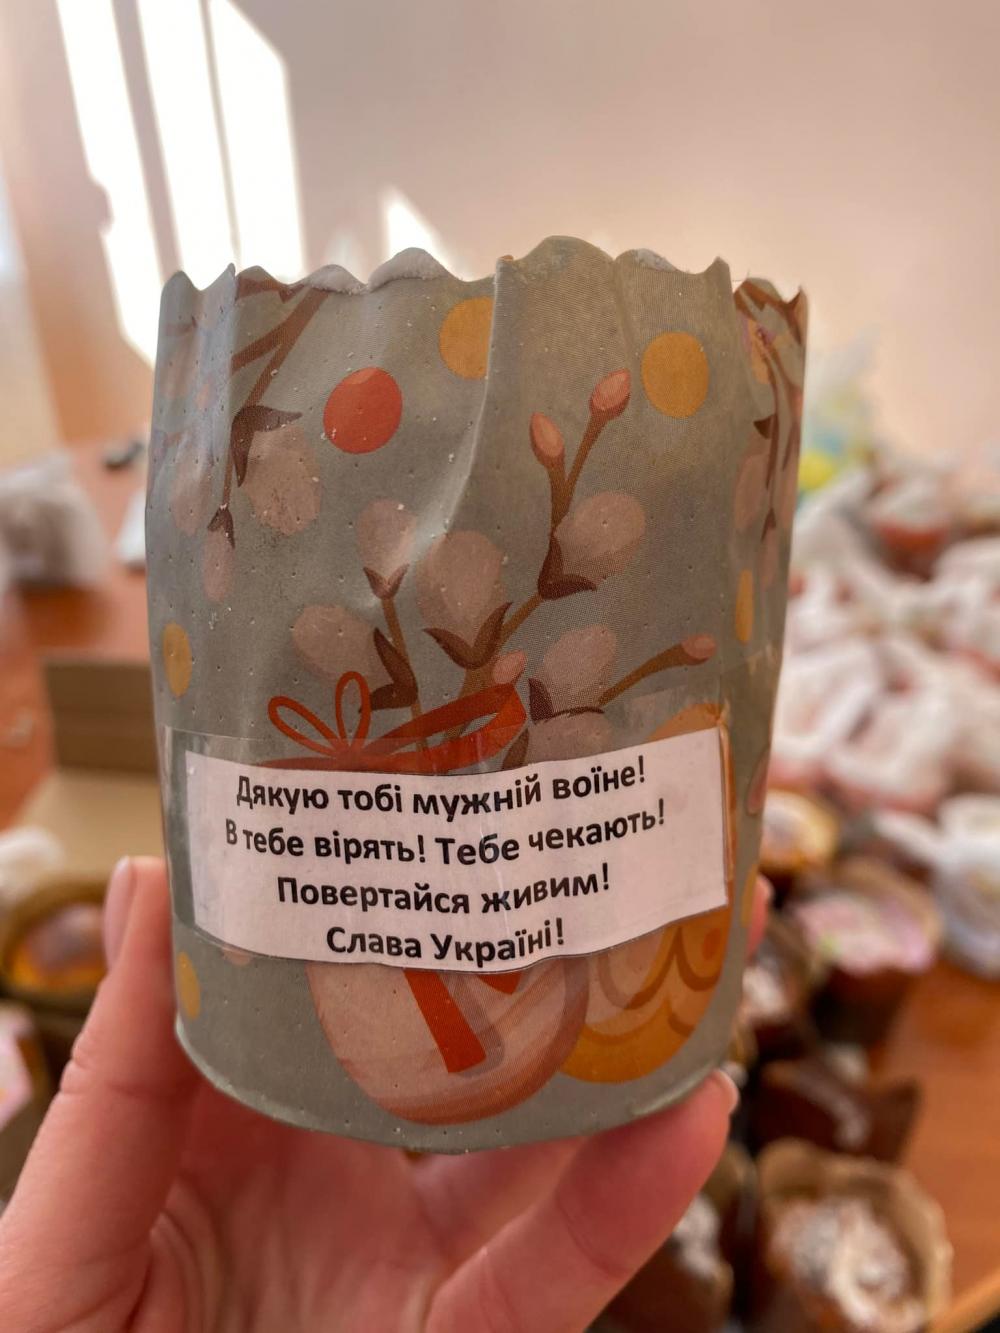 Дякую тобі мужній воїне!
В тебе вірять! Тебе чекають!
Повертайся живим!
Слава Україні!